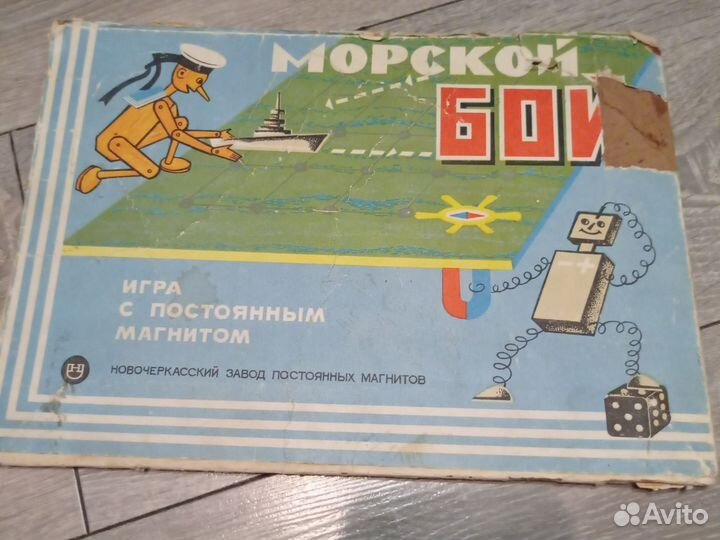 МОРСКОЙ
БОЙ
ИГРА
С ПОСТОЯННЫМ
МАГНИТОМ
НОВОЧЕРКАССКИЙ ЗАВОД ПОСТОЯННЫХ МАГНИТОВ
- +
Avito